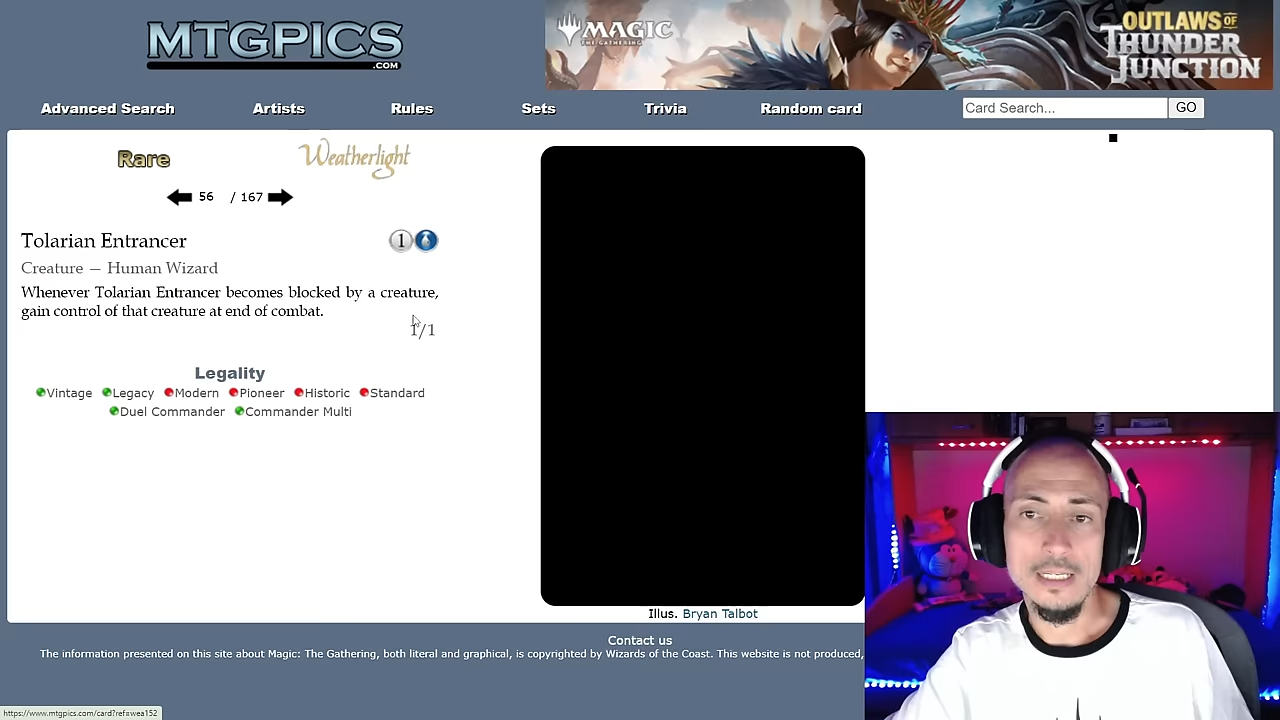 MTGPICS
.COM
MAGIC
THE GATHERING
OUTLAWS OF
THUNDER
JUNCTION
Advanced Search
Artists
Rules
Sets
Trivia
Random card
Card Search...
GO
Rare
Weatherlight
56 / 167
Tolarian Entrancer
1
Creature — Human Wizard
Whenever Tolarian Entrancer becomes blocked by a creature,
gain control of that creature at end of combat.
1/1
Legality
Vintage Legacy Modern Pioneer Historic Standard
Duel Commander Commander Multi
Illus. Bryan Talbot
Contact us
The information presented on this site about Magic: The Gathering, both literal and graphical, is copyrighted by Wizards of the Coast. This website is not produced,
https://www.mtgpics.com/card?ref=wea152